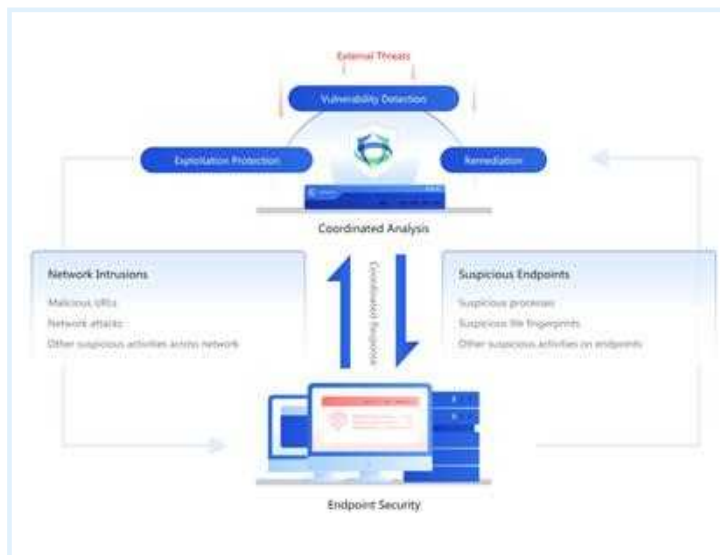 External Threats
Vulnerability Detection
Exploitation Protection
Remediation
Coordinated Analysis
Network Intrusions
Malicious URLs
Network attacks
Other suspicious activities across network
Coordinated Response
Suspicious Endpoints
Suspicious processes
Suspicious file fingerprints
Other suspicious activities on endpoints
Endpoint Security